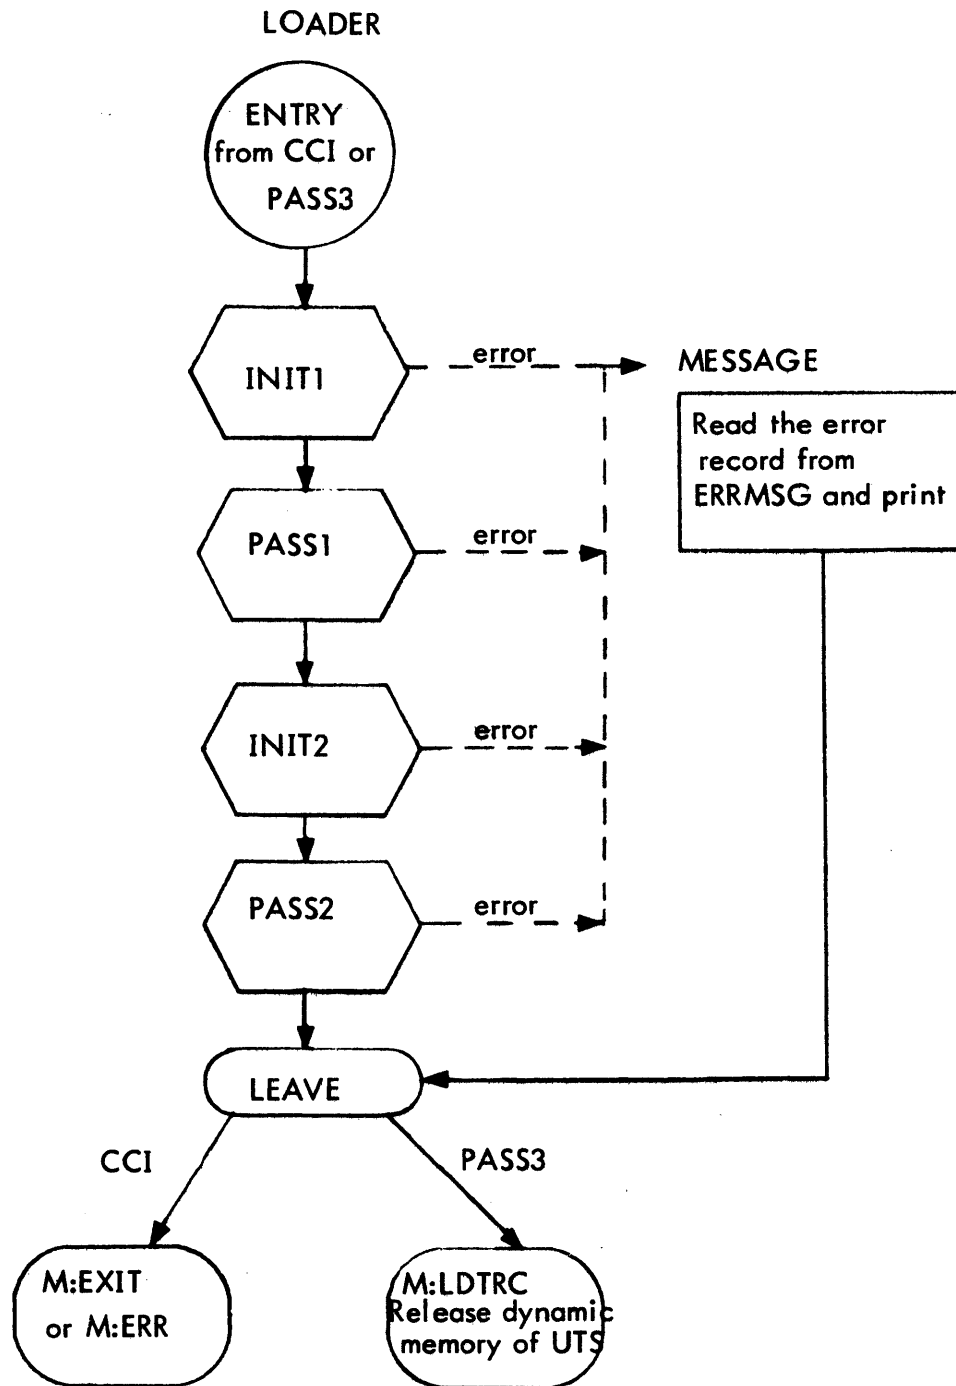 LOADER
ENTRY
from CCI or
PASS3
INIT1
error
MESSAGE
Read the error
record from
ERRMSG and print
PASS1
error
INIT2
error
PASS2
error
LEAVE
CCI
PASS3
M:EXIT
or M:ERR
M:LDTRC
Release dynamic
memory of UTS